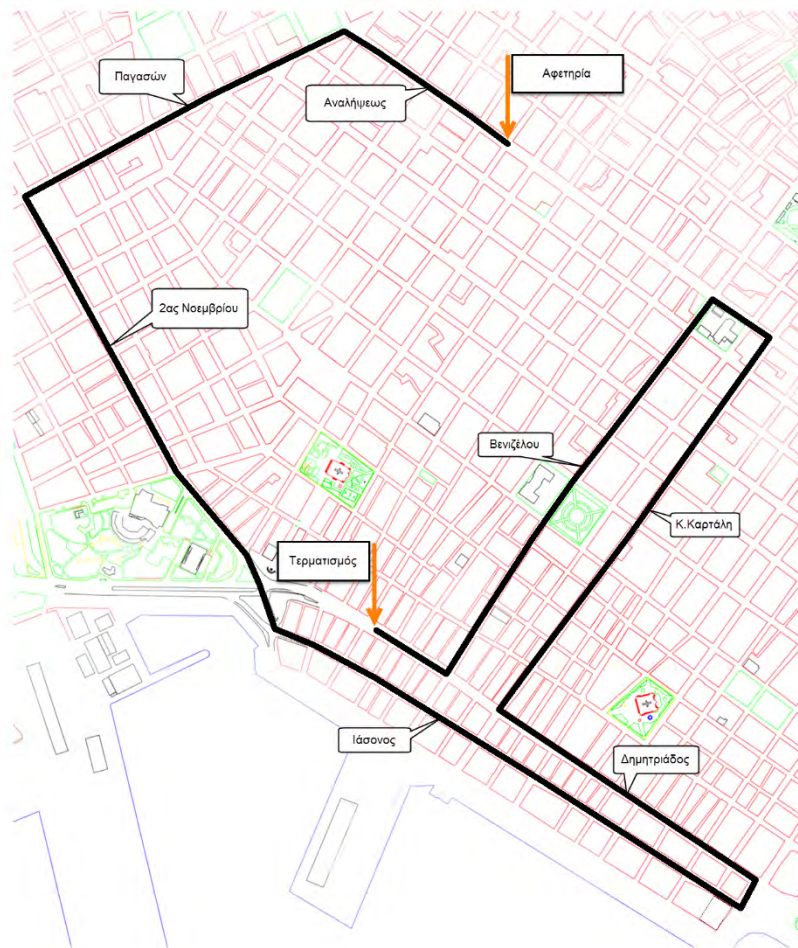 Αφετηρία
Παγασών
Αναλήψεως
2ας Νοεμβρίου
Βενιζέλου
Κ.Καρτάλη
Τερματισμός
Ιάσονος
Δημητριάδος